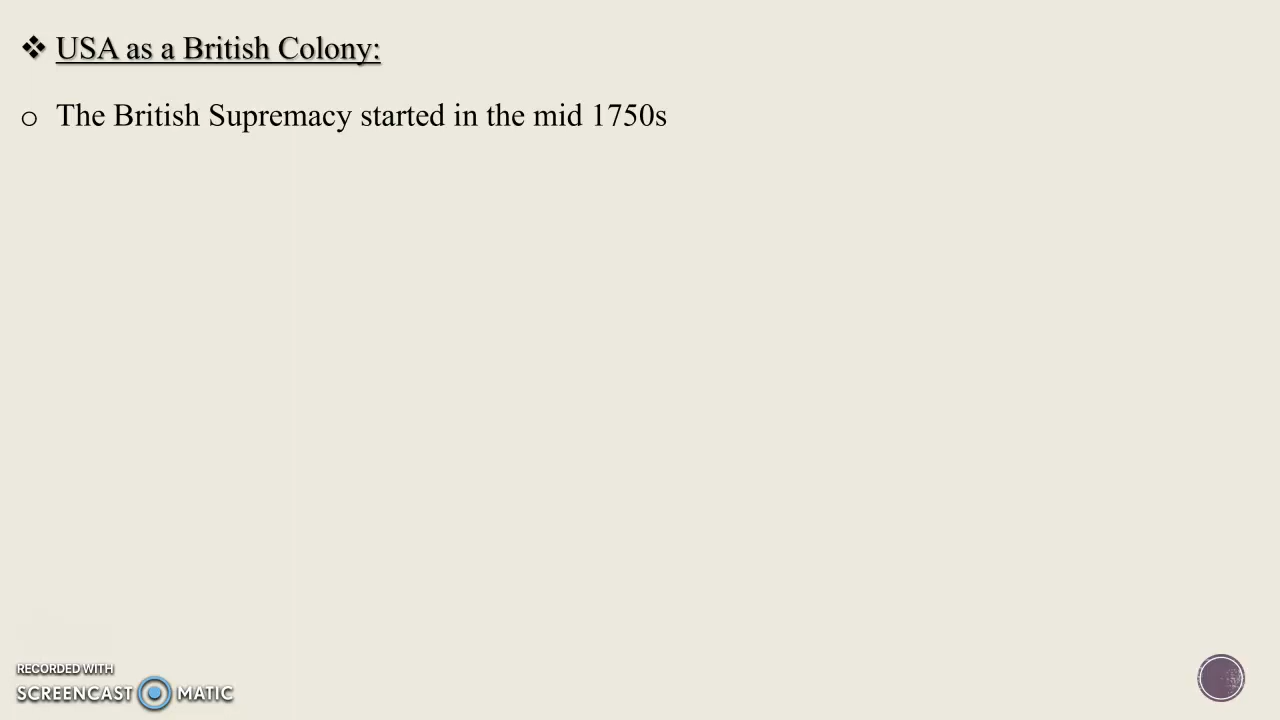 ❖ USA as a British Colony:
o The British Supremacy started in the mid 1750s
RECORDED WITH
SCREENCAST MATIC